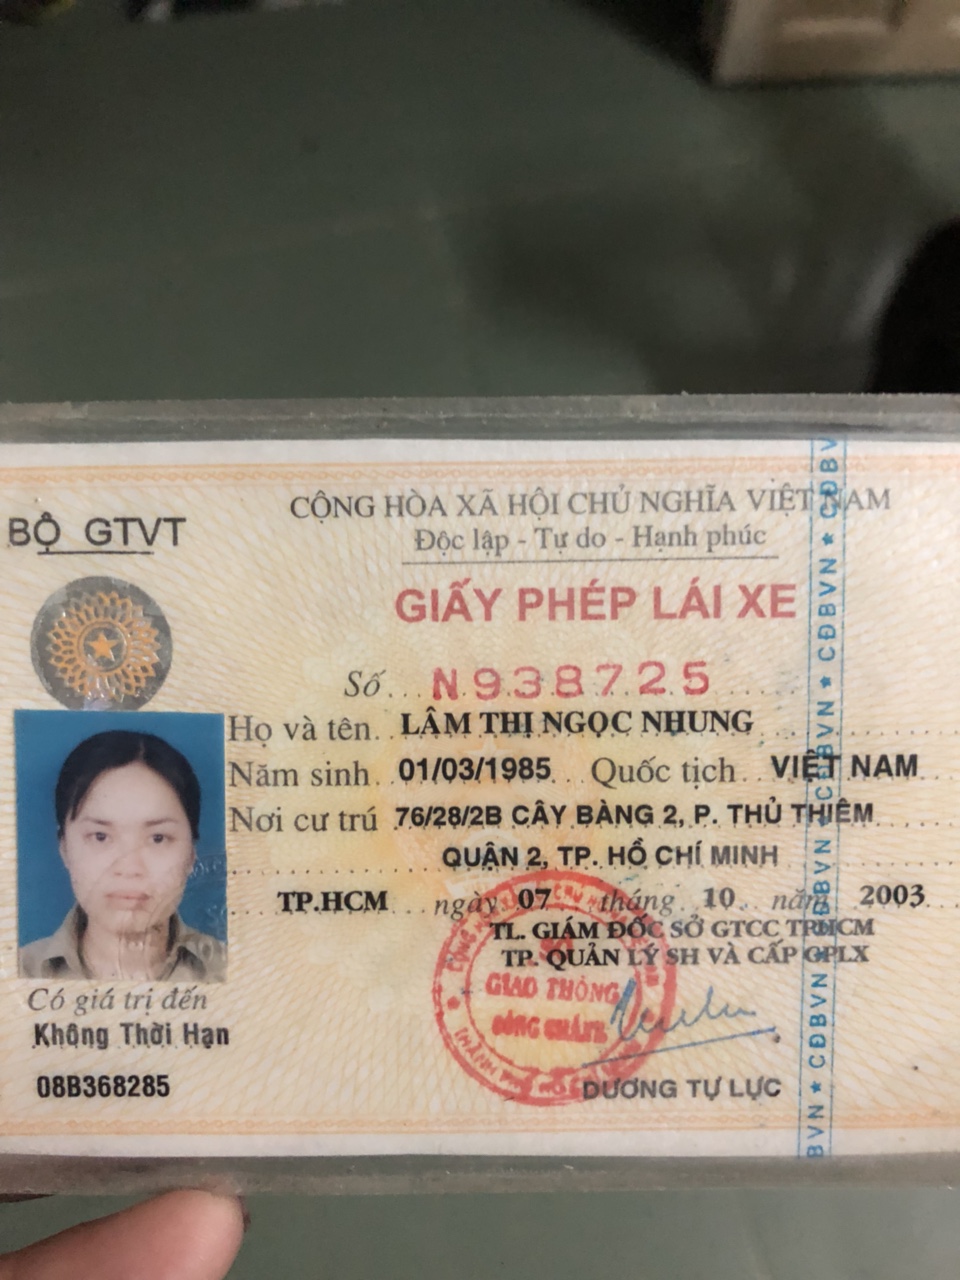 CỘNG HÒA XÃ HỘI CHỦ NGHĨA VIỆT NAM
BỘ GTVT
Độc lập - Tự do - Hạnh phúc
GIẤY PHÉP LÁI XE
Số N938725
Họ và tên LÂM THỊ NGỌC NHUNG
Năm sinh 01/03/1985 Quốc tịch VIỆT NAM
Nơi cư trú 76/28/2B CÂY BÀNG 2, P. THỦ THIÊM
QUẬN 2, TP. HỒ CHÍ MINH
TP.HCM ngày 07 tháng 10 năm 2003
TL. GIÁM ĐỐC SỞ GTCC TPHCM
TP. QUẢN LÝ SH VÀ CẤP GPLX
GIAO THÔNG
CÔNG CHÁNH
Có giá trị đến
Không Thời Hạn
08B368285
DƯƠNG TỰ LỰC
BVN * CĐBVN * CĐBVN * CĐBVN * CĐBVN * CĐBV